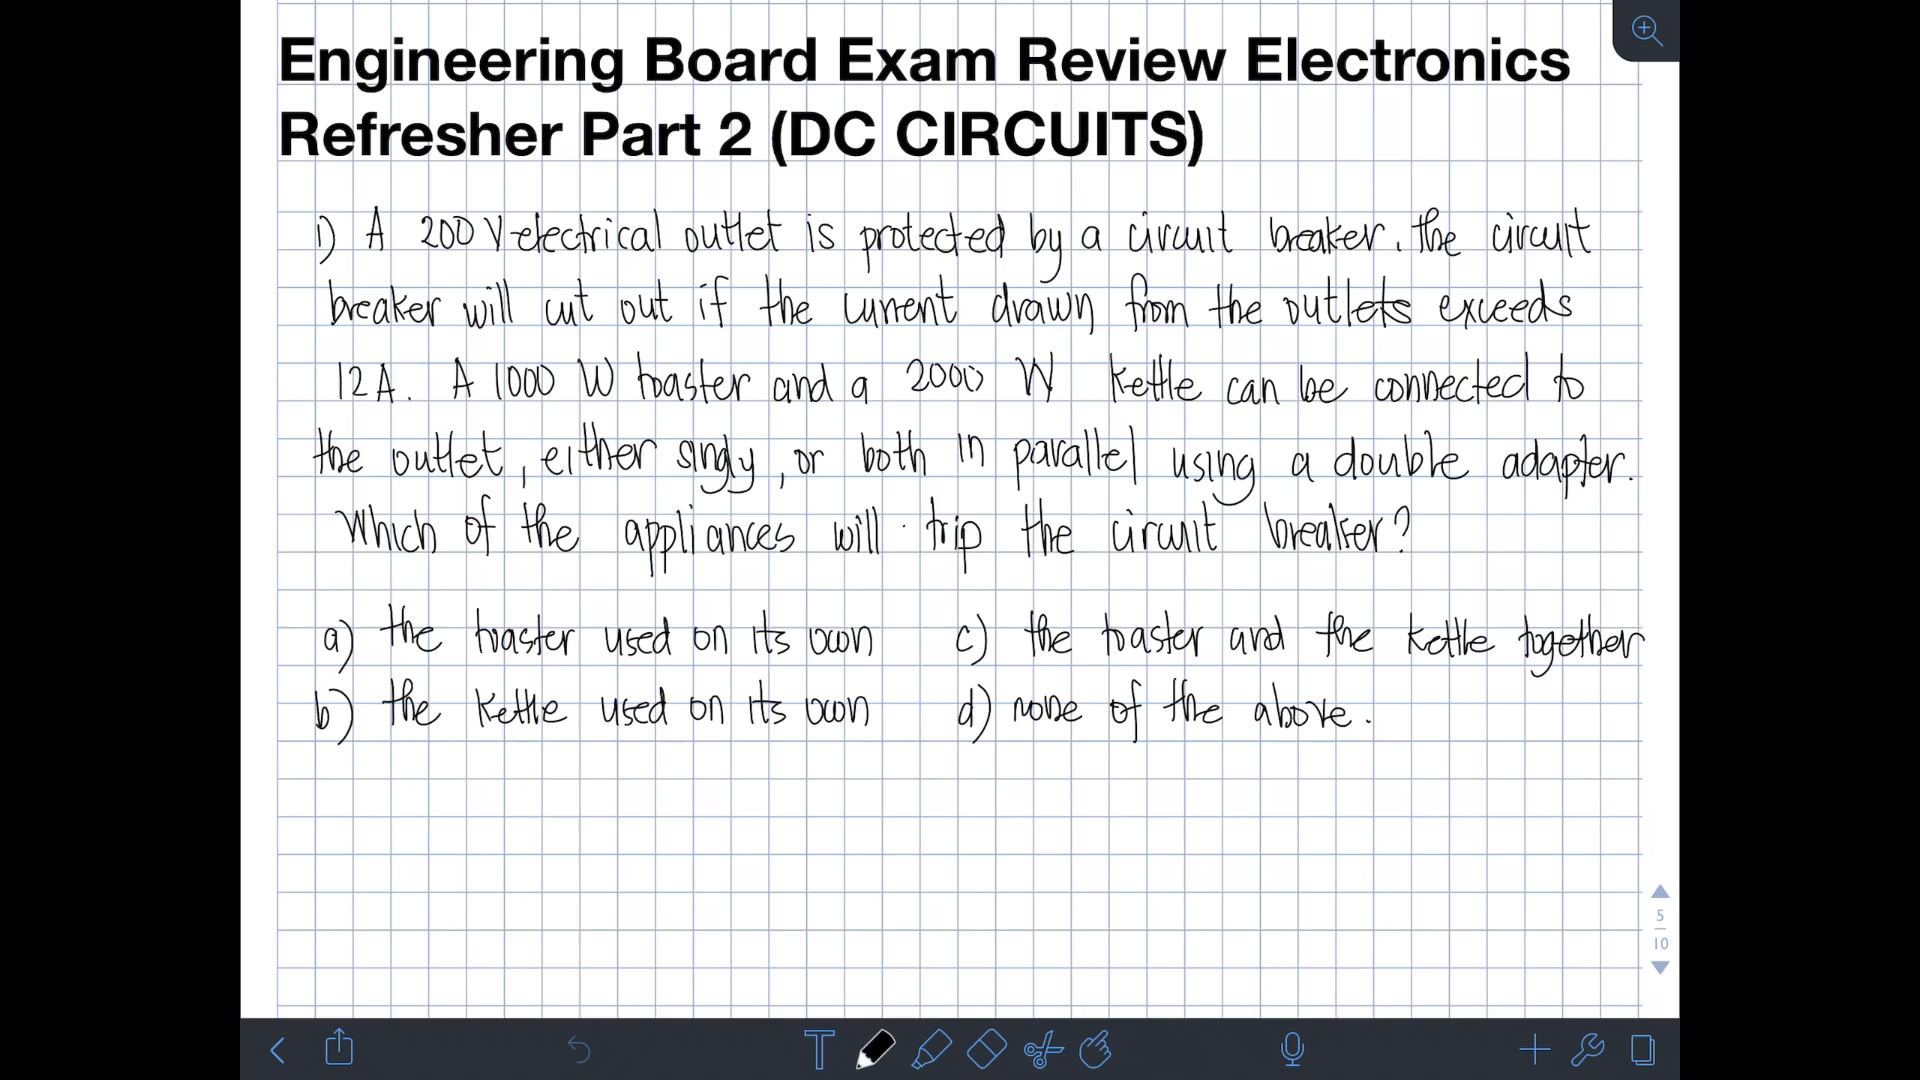 Engineering Board Exam Review Electronics
Refresher Part 2 (DC CIRCUITS)
1) A 200 V electrical outlet is protected by a circuit breaker. The circuit
breaker will cut out if the current drawn from the outlets exceeds
12A. A 1000 W toaster and a 2000 W kettle can be connected to
the outlet, either singly, or both in parallel using a double adapter.
Which of the appliances will trip the circuit breaker?
a) the toaster used on its own
c) the toaster and the kettle together
b) the kettle used on its own
d) none of the above.
5
10
T